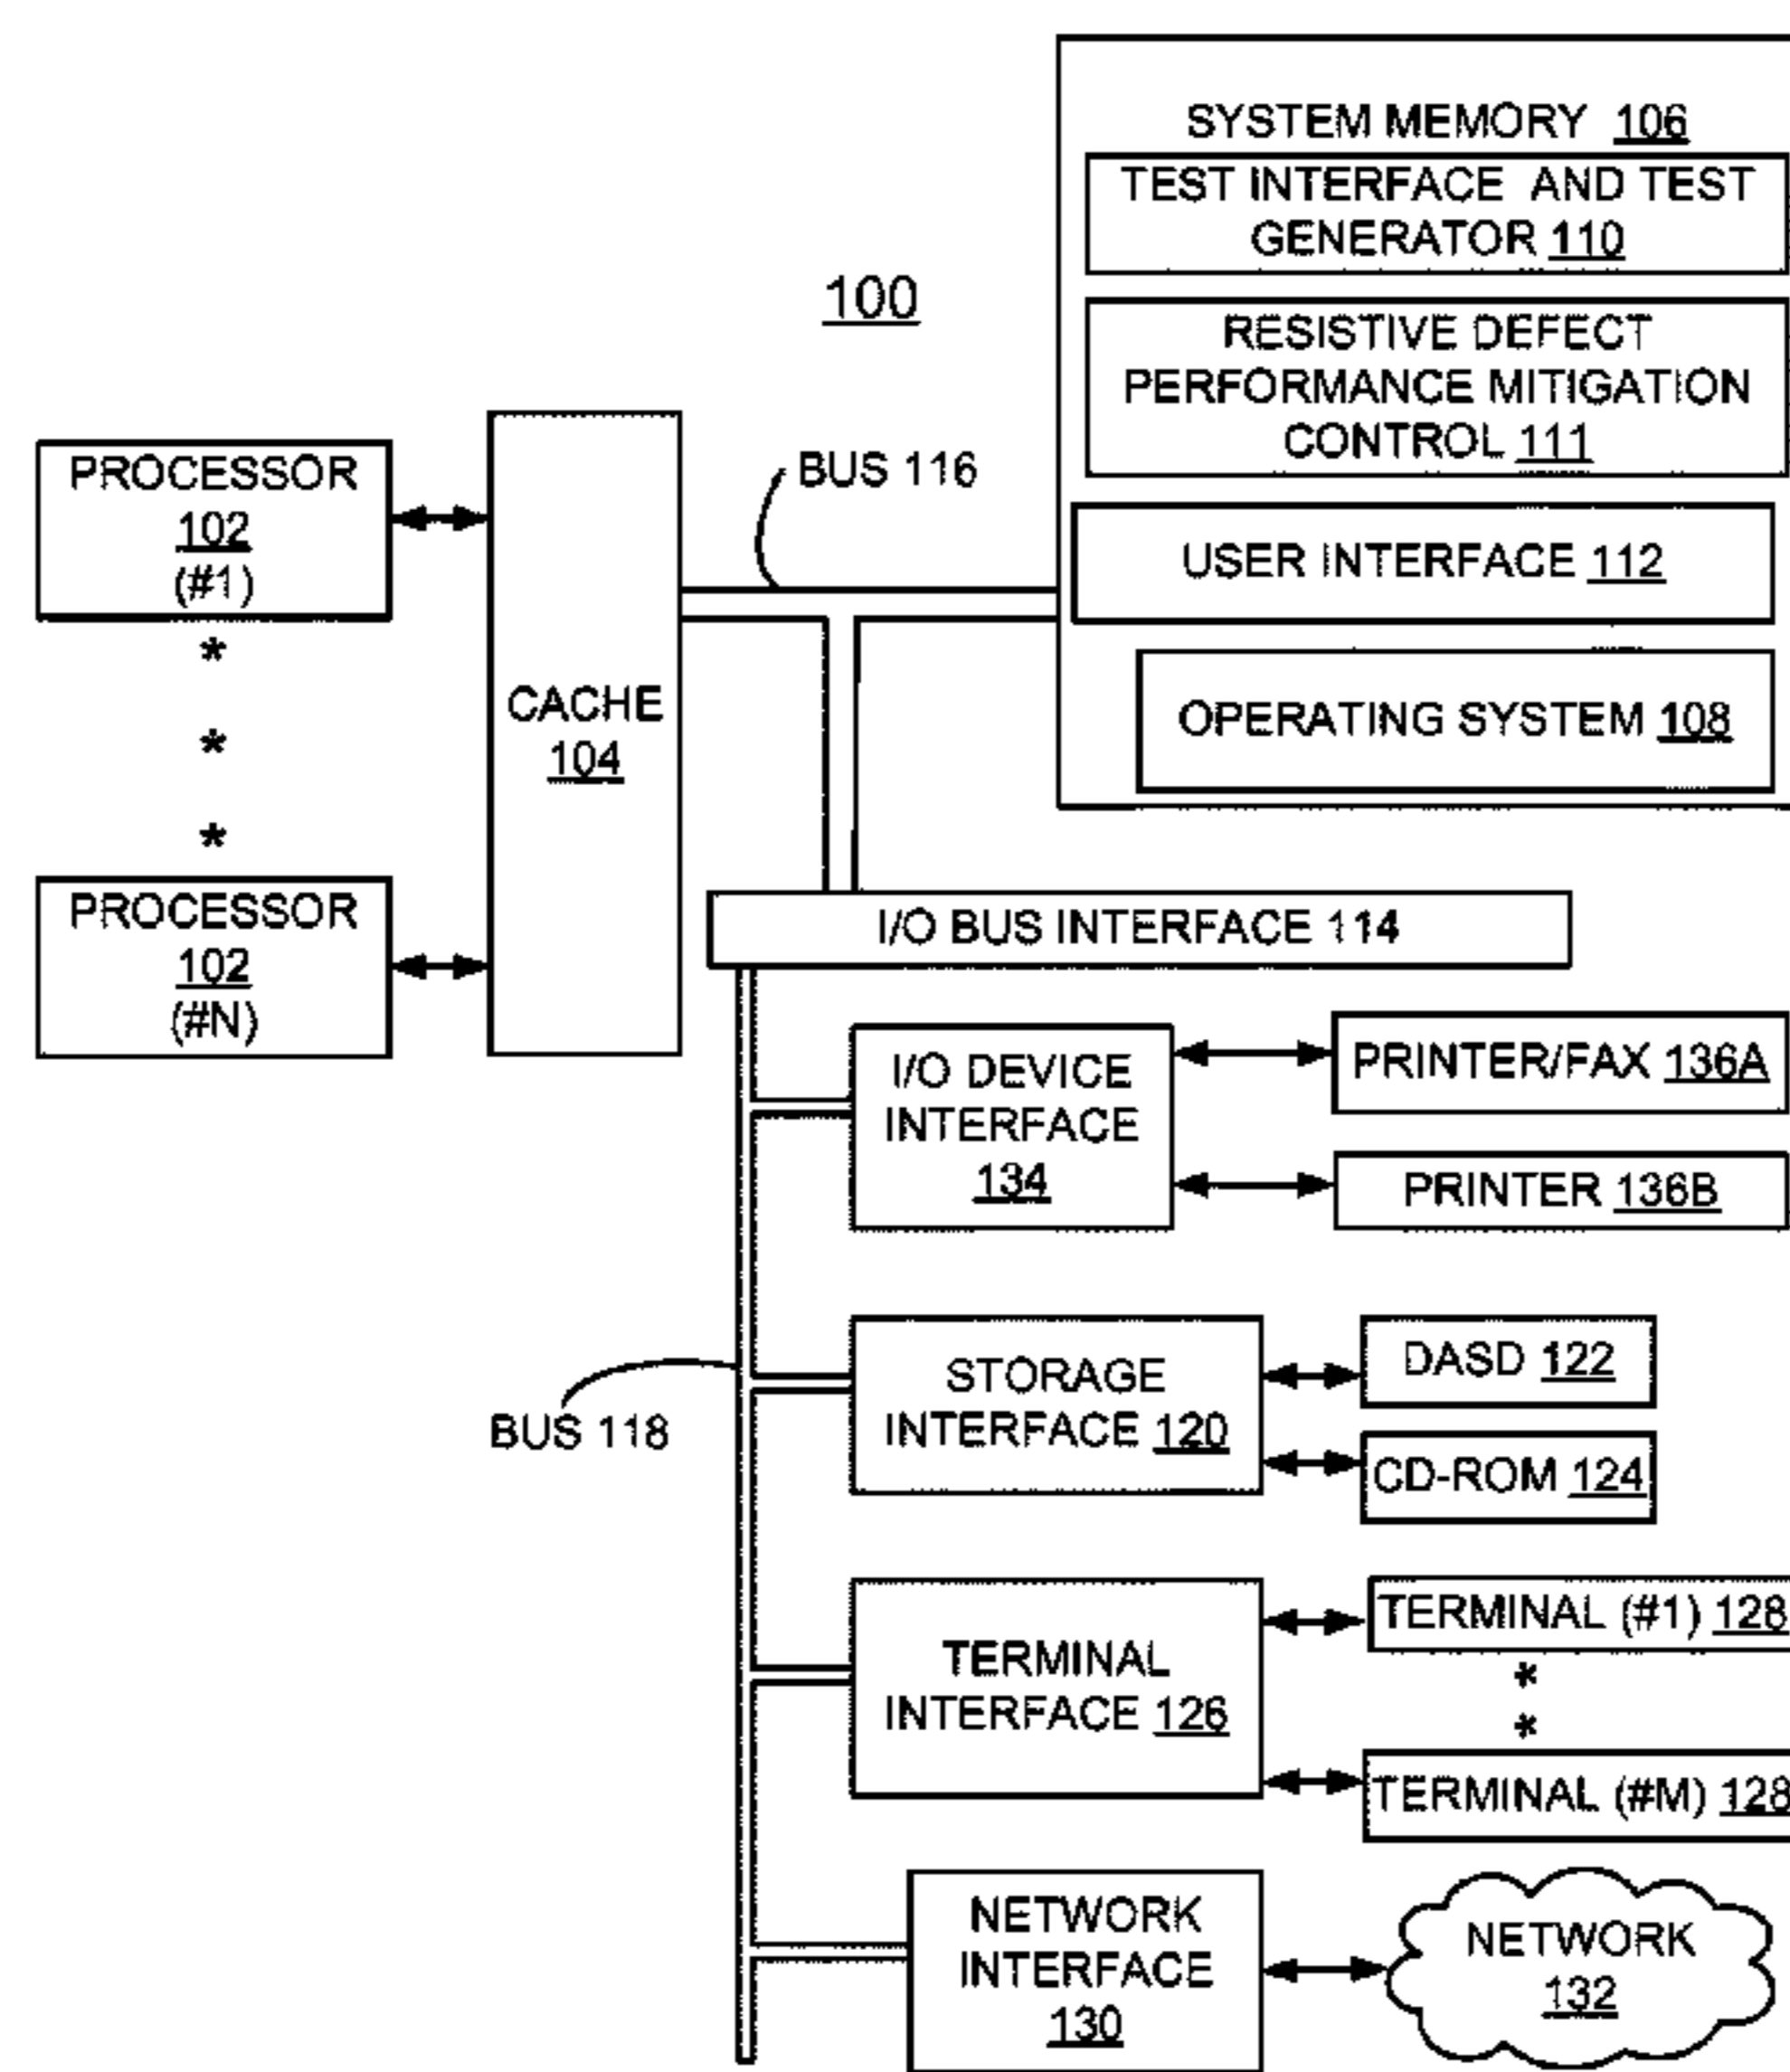 SYSTEM MEMORY 106
TEST INTERFACE AND TEST
GENERATOR 110
100
RESISTIVE DEFECT
PERFORMANCE MITIGATION
CONTROL 111
PROCESSOR
102
(#1)
BUS 116
USER INTERFACE 112
*
*
*
CACHE
104
OPERATING SYSTEM 108
PROCESSOR
102
(#N)
I/O BUS INTERFACE 114
I/O DEVICE
INTERFACE
134
PRINTER/FAX 136A
PRINTER 136B
BUS 118
STORAGE
INTERFACE 120
DASD 122
CD-ROM 124
TERMINAL
INTERFACE 126
TERMINAL (#1) 128
*
*
TERMINAL (#M) 128
NETWORK
INTERFACE
130
NETWORK
132